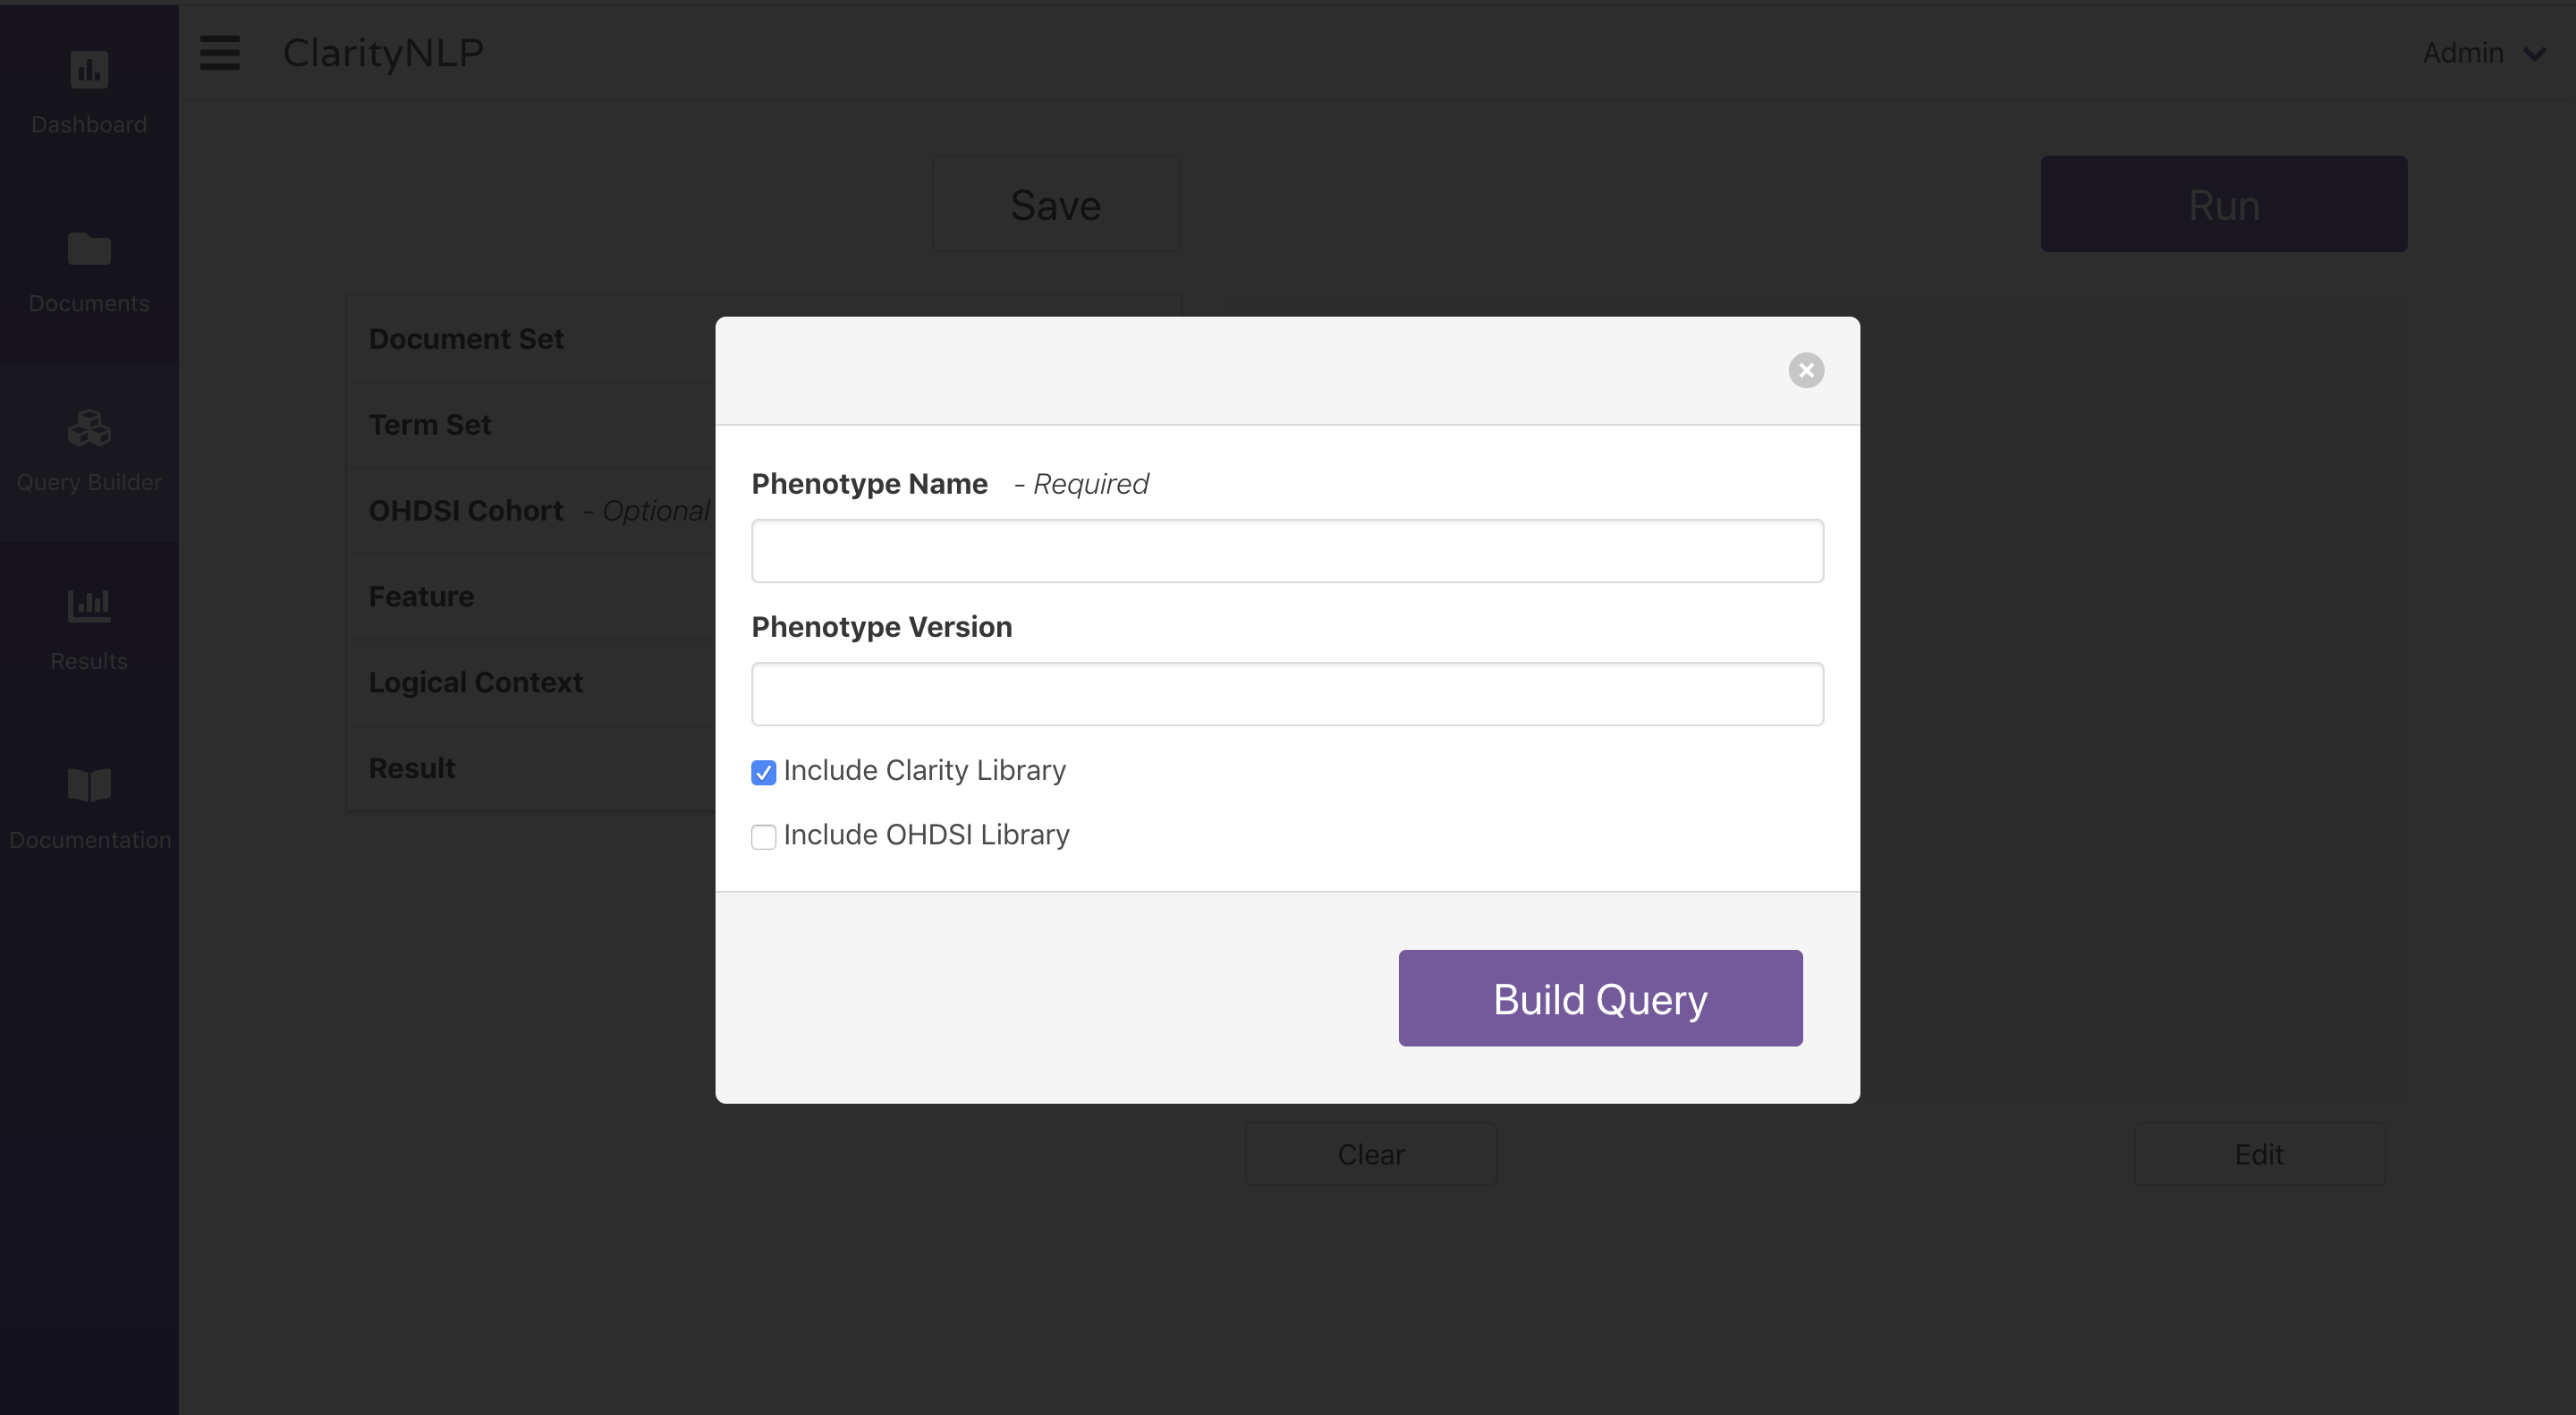 ClarityNLP
Admin
Dashboard
Documents
Query Builder
Results
Documentation
Save
Run
Document Set
Term Set
OHDSI Cohort - Optional
Feature
Logical Context
Result
Phenotype Name - Required
Phenotype Version
Include Clarity Library
Include OHDSI Library
Build Query
Clear
Edit